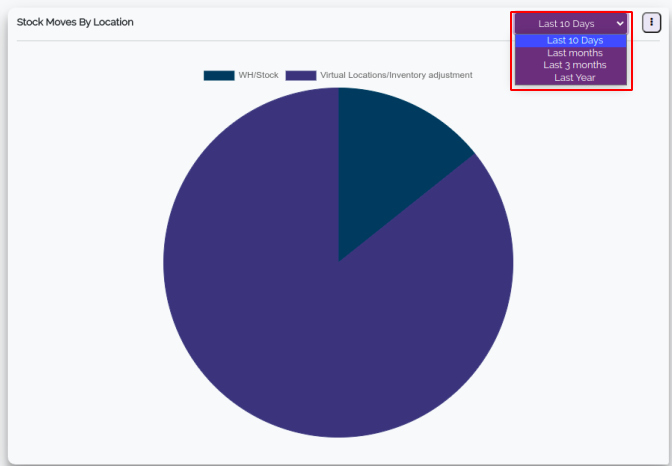 Stock Moves By Location
Last 10 Days
Last 10 Days
Last months
Last 3 months
Last Year
WH/Stock
Virtual Locations/Inventory adjustment